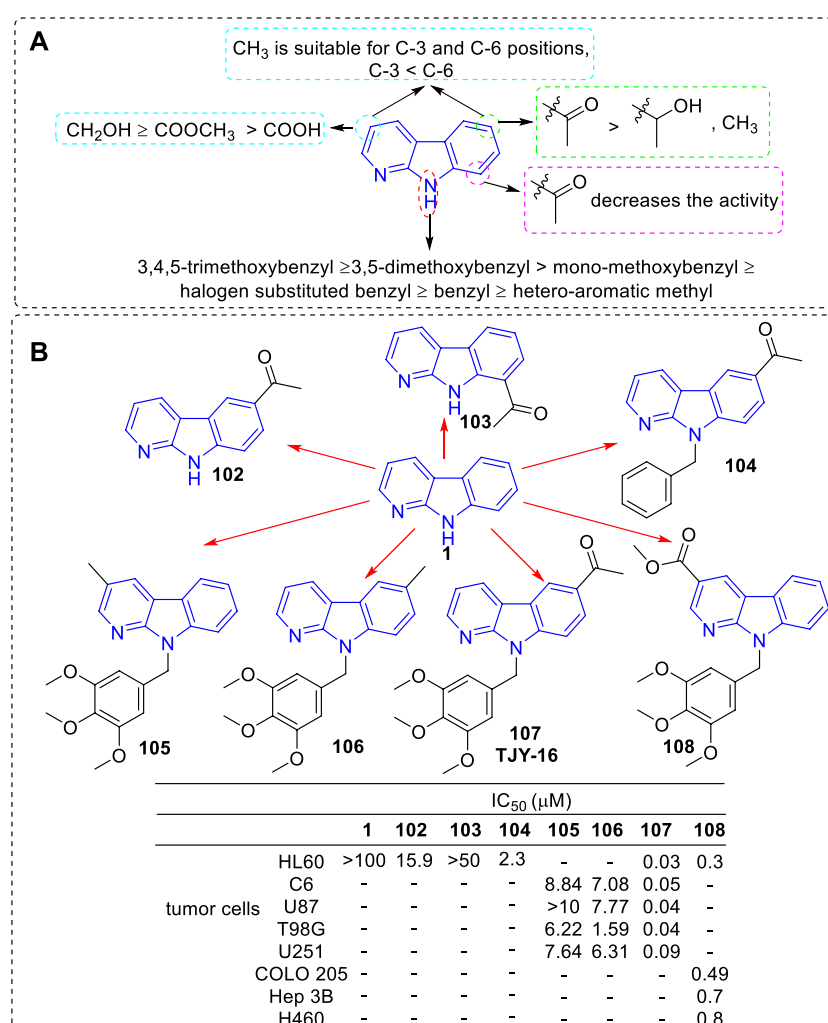 A
CH3 is suitable for C-3 and C-6 positions,
C-3 < C-6
CH2OH ≥ COOCH3 > COOH
O > OH , CH3
N
N
H
O decreases the activity
3,4,5-trimethoxybenzyl ≥3,5-dimethoxybenzyl > mono-methoxybenzyl ≥
halogen substituted benzyl ≥ benzyl ≥ hetero-aromatic methyl
B
O
N
N
H
102
N
N
H
O
103
O
N
N
104
N
N
H
1
N
N
O
O
O
105
N
N
O
O
O
106
O
N
N
O
O
O
107
TJY-16
O
O
N
N
O
O
O
108
IC50 (μM)
1 102 103 104 105 106 107 108
HL60 >100 15.9 >50 2.3 - - 0.03 0.3
C6 - - - - 8.84 7.08 0.05 -
tumor cells U87 - - - - >10 7.77 0.04 -
T98G - - - - 6.22 1.59 0.04 -
U251 - - - - 7.64 6.31 0.09 -
COLO 205 - - - - - - - 0.49
Hep 3B - - - - - - - 0.7
H460 - - - - - - - 0.8